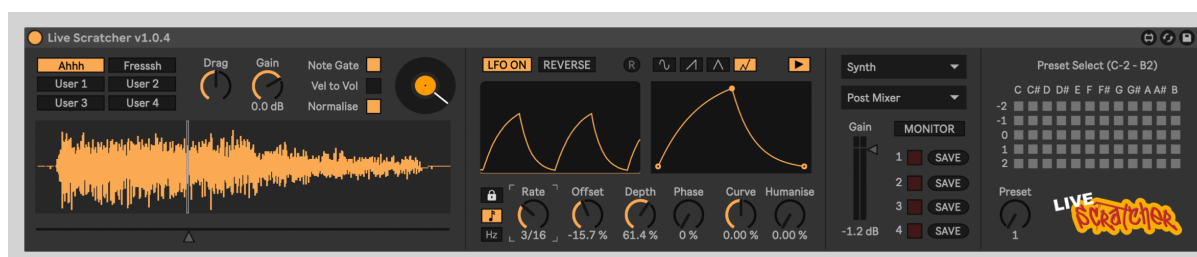 Live Scratcher v1.0.4
Ahhh Fresssh
User 1 User 2
User 3 User 4
Drag Gain
0.0 dB
Note Gate
Vel to Vol
Normalise
LFO ON REVERSE R
Rate Offset Depth Phase Curve Humanise
Hz 3/16 -15.7 % 61.4 % 0 % 0.00 % 0.00 %
Synth
Post Mixer
Gain MONITOR
1 SAVE
2 SAVE
3 SAVE
4 SAVE
-1.2 dB
Preset Select (C-2 - B2)
C C# D D# E F F# G G# A A# B
-2
-1
0
1
2
Preset
1
LIVE
SCRATCHER